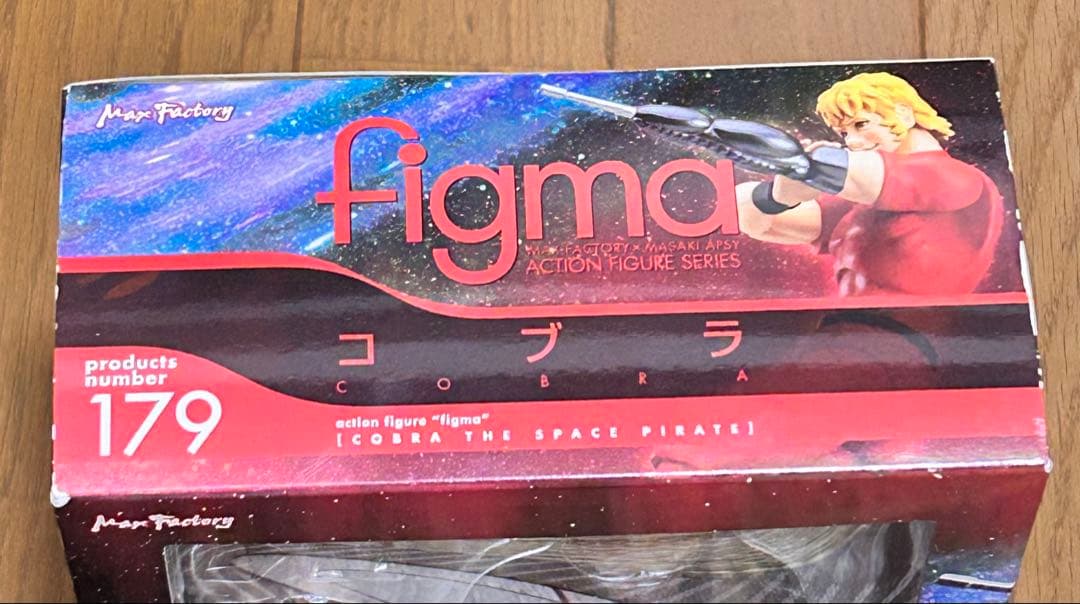 Max Factory
figma
MAX FACTORY × MASAKI APSY
ACTION FIGURE SERIES
コブラ
COBRA
products
number
179
action figure "figma"
[COBRA THE SPACE PIRATE]
Max Factory